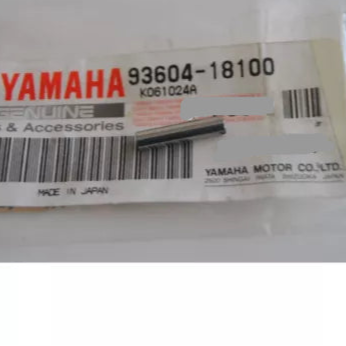 YAMAHA 93604-18100
K061024A
GENUINE
s & Accessories
MADE IN JAPAN
YAMAHA MOTOR CO., LTD.